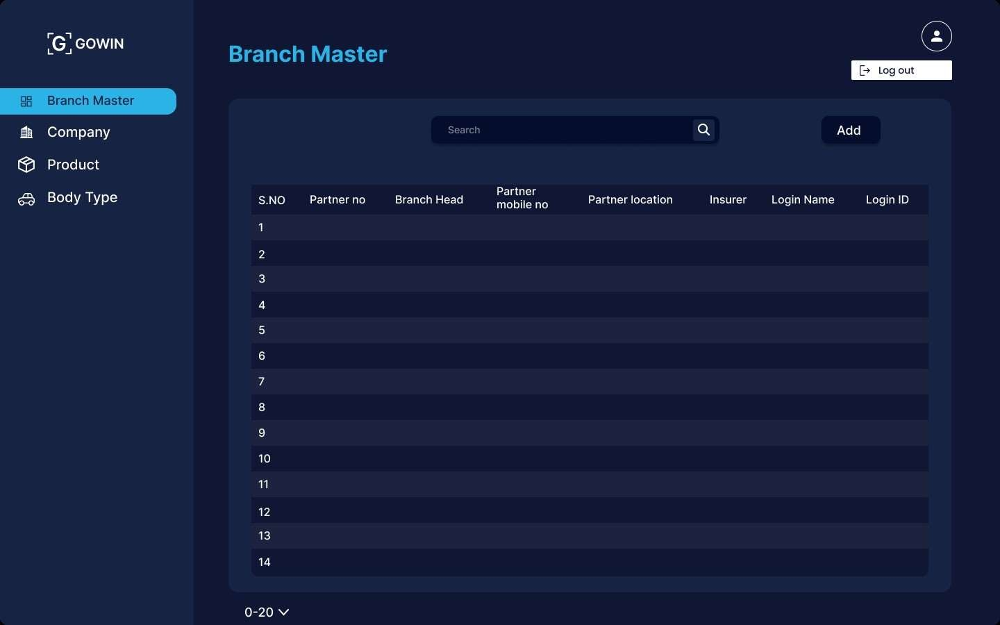 G GOWIN
Branch Master
Company
Product
Body Type
Branch Master
Log out
Search
Add
S.NO Partner no Branch Head Partner mobile no Partner location Insurer Login Name Login ID
1
2
3
4
5
6
7
8
9
10
11
12
13
14
0-20